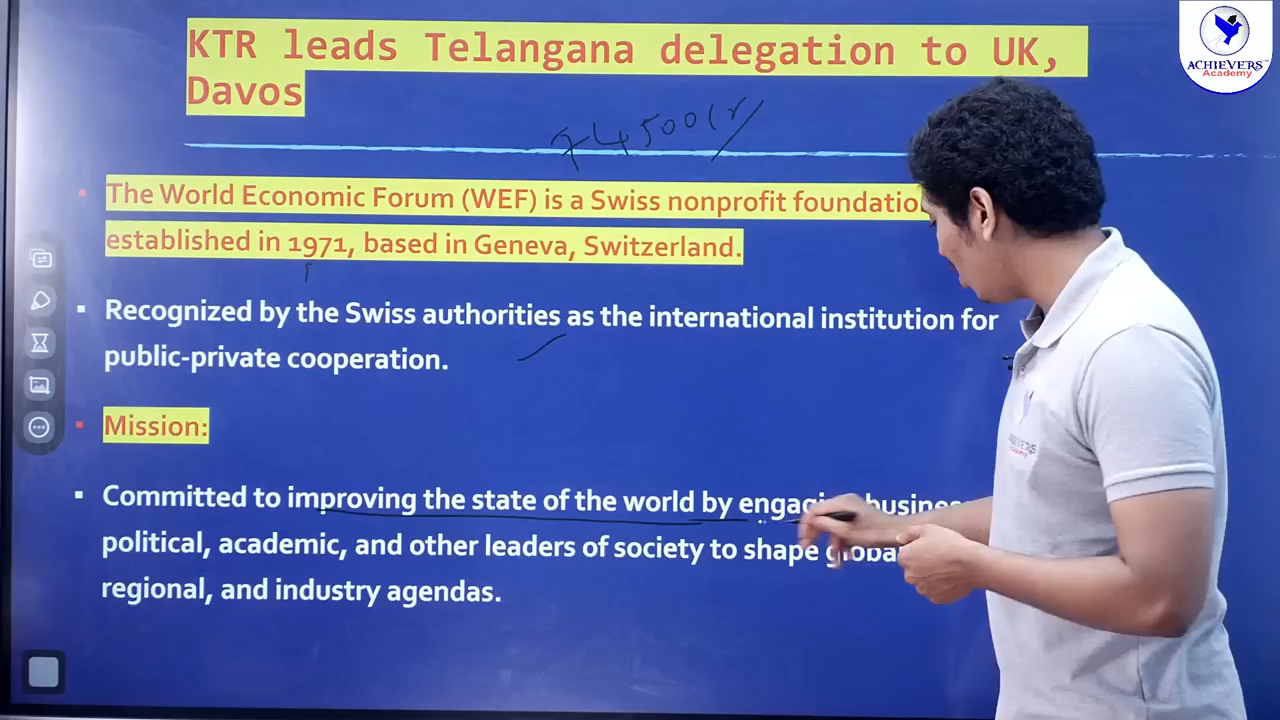 KTR leads Telangana delegation to UK,
Davos
ACHIEVERS
Academy
₹4500Cr
The World Economic Forum (WEF) is a Swiss nonprofit
established in 1971, based in Geneva, Switzerland.
Recognized by the Swiss authorities as the international institution for
public-private cooperation.
Mission:
Committed to improving the state of the world by
political, academic, and other leaders of society to shape
regional, and industry agendas.
ACHIEVERS
Academy